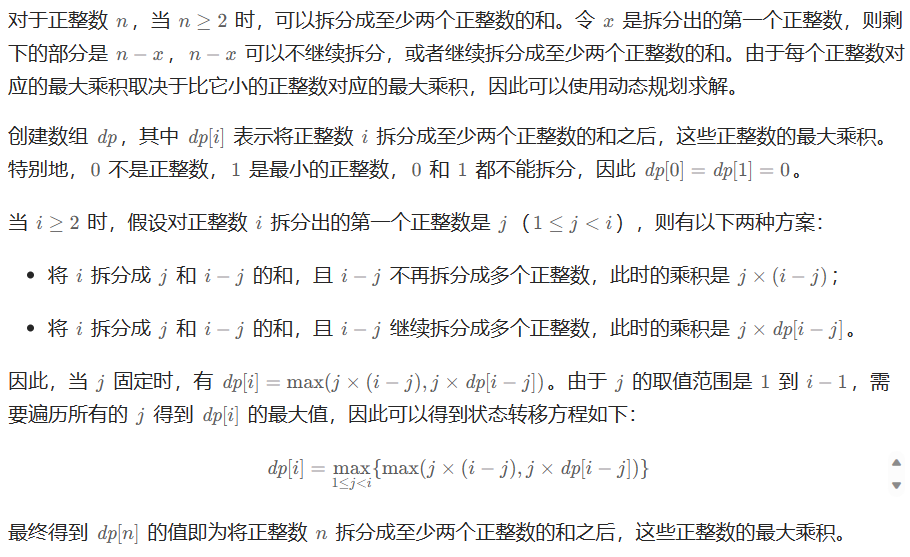 对于正整数 n，当 n ≥ 2 时，可以拆分成至少两个正整数的和。令 x 是拆分出的第一个正整数，则剩
下的部分是 n − x，n − x 可以不继续拆分，或者继续拆分成至少两个正整数的和。由于每个正整数对
应的最大乘积取决于比它小的正整数对应的最大乘积，因此可以使用动态规划求解。
创建数组 dp，其中 dp[i] 表示将正整数 i 拆分成至少两个正整数的和之后，这些正整数的最大乘积。
特别地，0 不是正整数，1 是最小的正整数，0 和 1 都不能拆分，因此 dp[0] = dp[1] = 0。
当 i ≥ 2 时，假设对正整数 i 拆分出的第一个正整数是 j（1 ≤ j < i），则有以下两种方案：
• 将 i 拆分成 j 和 i − j 的和，且 i − j 不再拆分成多个正整数，此时的乘积是 j × (i − j)；
• 将 i 拆分成 j 和 i − j 的和，且 i − j 继续拆分成多个正整数，此时的乘积是 j × dp[i − j]。
因此，当 j 固定时，有 dp[i] = max(j × (i − j), j × dp[i − j])。由于 j 的取值范围是 1 到 i − 1，需
要遍历所有的 j 得到 dp[i] 的最大值，因此可以得到状态转移方程如下：
dp[i] = max{max(j × (i − j), j × dp[i − j])}
1≤j<i
最终得到 dp[n] 的值即为将正整数 n 拆分成至少两个正整数的和之后，这些正整数的最大乘积。